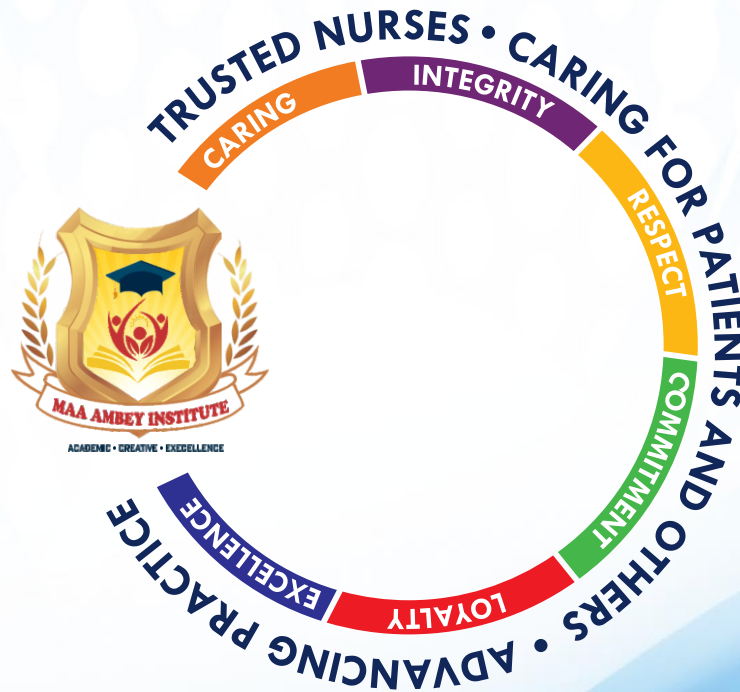 TRUSTED NURSES • CARING FOR PATIENTS AND OTHERS • ADVANCING PRACTICE
CARING
INTEGRITY
RESPECT
COMMITMENT
LOYALTY
EXCELLENCE
MAA AMBEY INSTITUTE
ACADEMIC • CREATIVE • EXECELLENCE